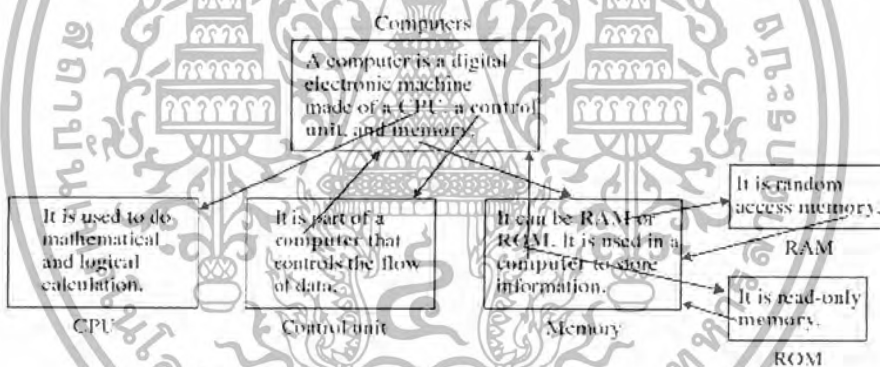 Computers
A computer is a digital
electronic machine
made of a CPU, a control
unit, and memory.
It is used to do
mathematical
and logical
calculation.
CPU
It is part of a
computer that
controls the flow
of data.
Control unit
It can be RAM or
ROM. It is used in a
computer to store
information.
Memory
It is random
access memory.
RAM
It is read-only
memory.
ROM